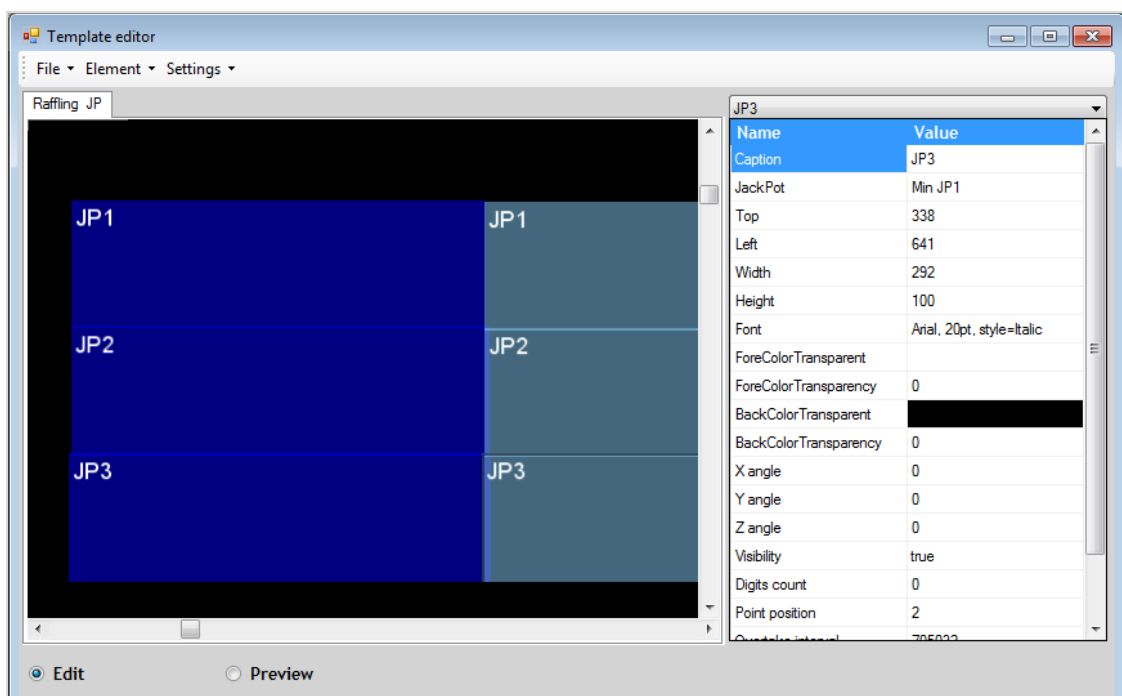 Template editor
File Element Settings
Raffling JP
JP3
Name Value
Caption JP3
JackPot Min JP1
Top 338
Left 641
Width 292
Height 100
Font Arial, 20pt, style=Italic
ForeColorTransparent
ForeColorTransparency 0
BackColorTransparent
BackColorTransparency 0
X angle 0
Y angle 0
Z angle 0
Visibility true
Digits count 0
Point position 2
JP1 JP1
JP2 JP2
JP3 JP3
Edit Preview